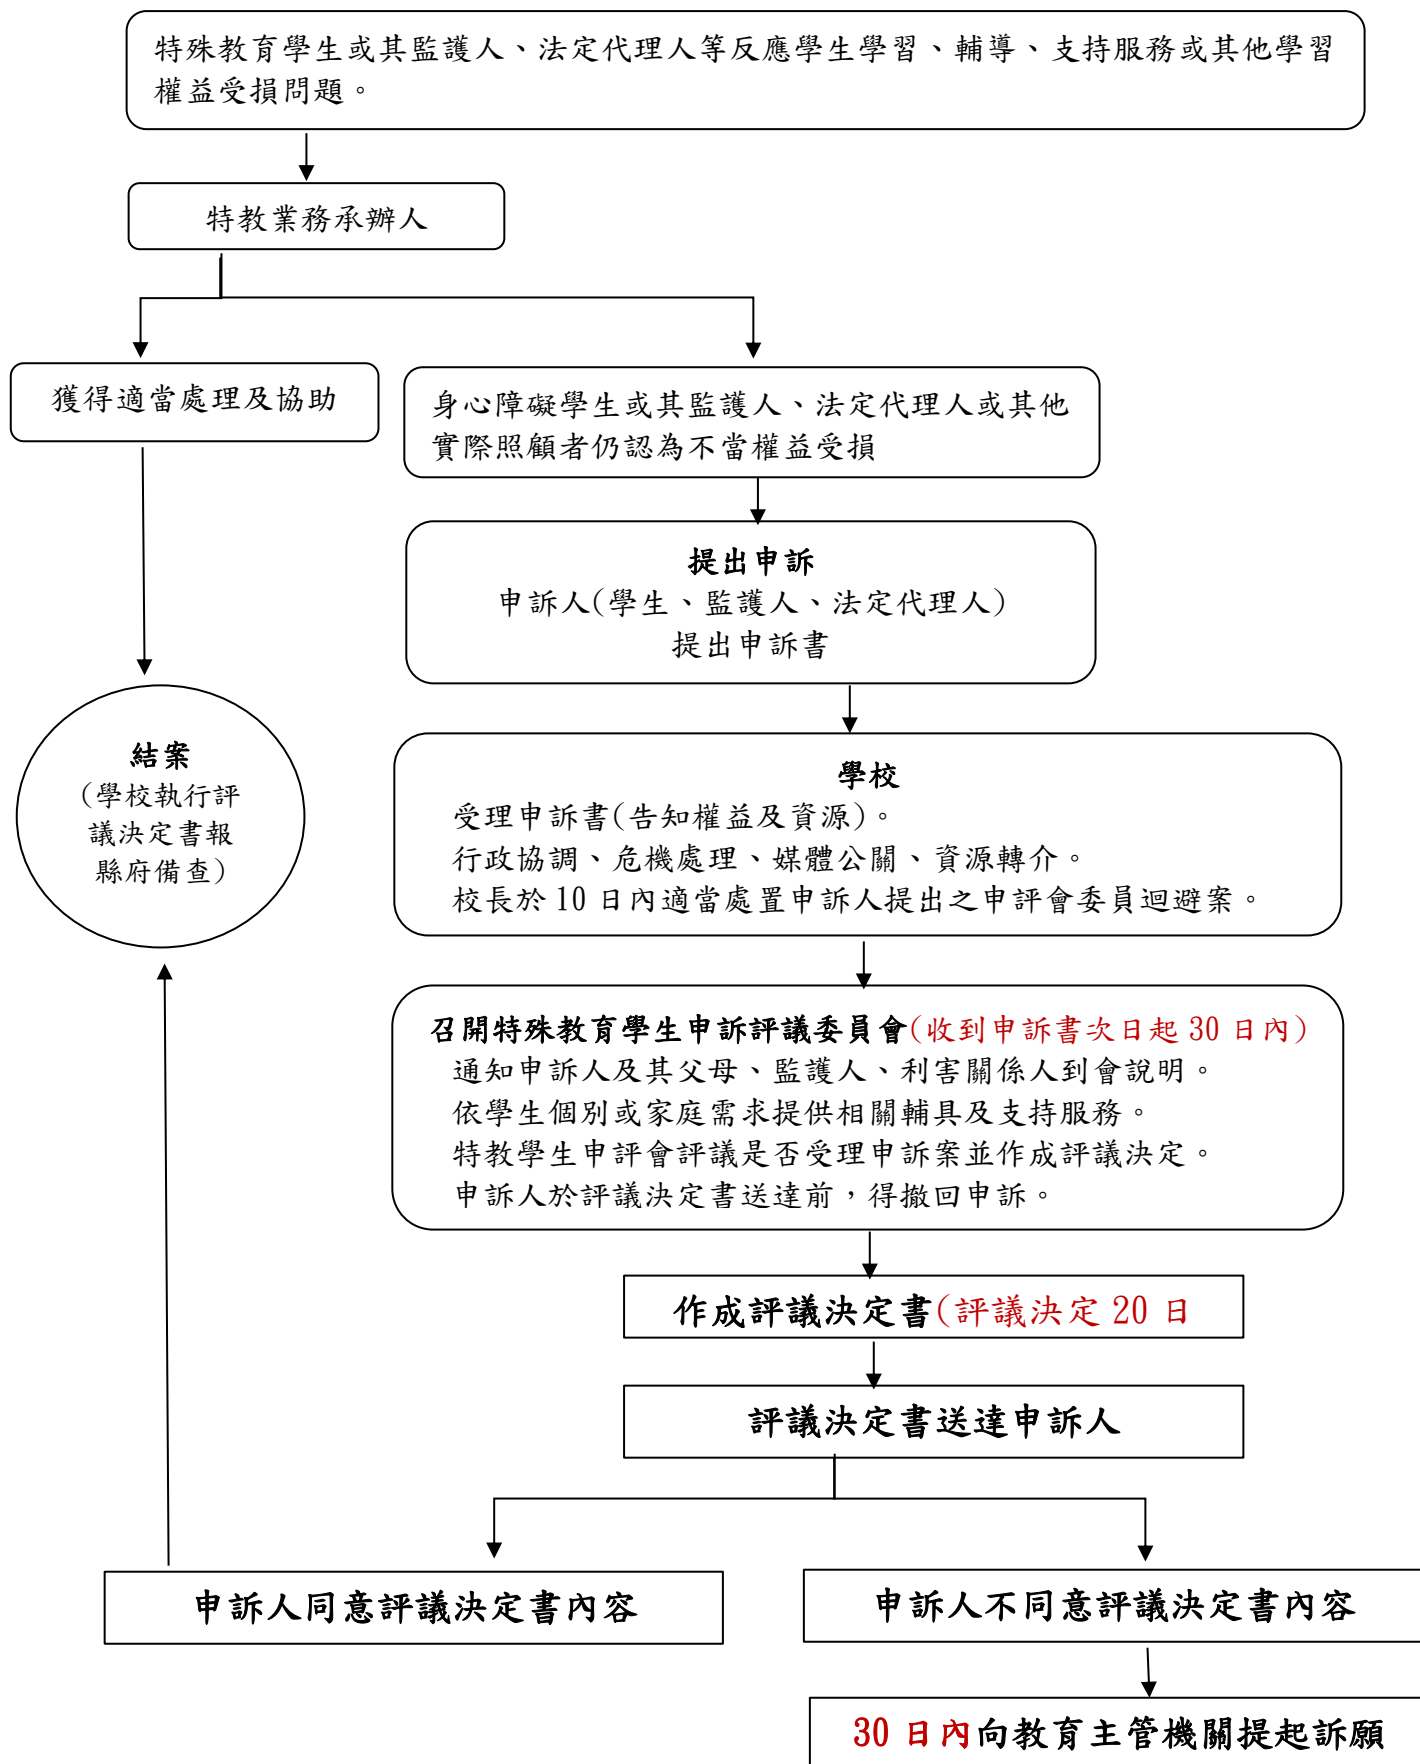 特殊教育學生或其監護人、法定代理人等反應學生學習、輔導、支持服務或其他學習
權益受損問題。
特教業務承辦人
獲得適當處理及協助
身心障礙學生或其監護人、法定代理人或其他
實際照顧者仍認為不當權益受損
提出申訴
申訴人(學生、監護人、法定代理人)
提出申訴書
結案
(學校執行評
議決定書報
縣府備查)
學校
受理申訴書(告知權益及資源)。
行政協調、危機處理、媒體公關、資源轉介。
校長於 10 日內適當處置申訴人提出之申評會委員迴避案。
召開特殊教育學生申訴評議委員會(收到申訴書次日起 30 日內)
通知申訴人及其父母、監護人、利害關係人到會說明。
依學生個別或家庭需求提供相關輔具及支持服務。
特教學生申評會評議是否受理申訴案並作成評議決定。
申訴人於評議決定書送達前，得撤回申訴。
作成評議決定書(評議決定 20 日
評議決定書送達申訴人
申訴人同意評議決定書內容
申訴人不同意評議決定書內容
30 日內向教育主管機關提起訴願